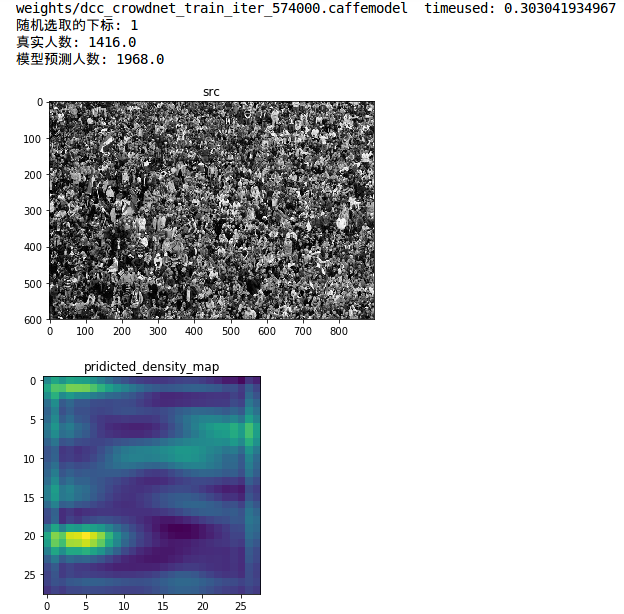 weights/dcc_crowdnet_train_iter_574000.caffemodel  timeused: 0.303041934967
随机选取的下标: 1
真实人数: 1416.0
模型预测人数: 1968.0
src
0
100
200
300
400
500
600
0 100 200 300 400 500 600 700 800
pridicted_density_map
0
5
10
15
20
25
0 5 10 15 20 25